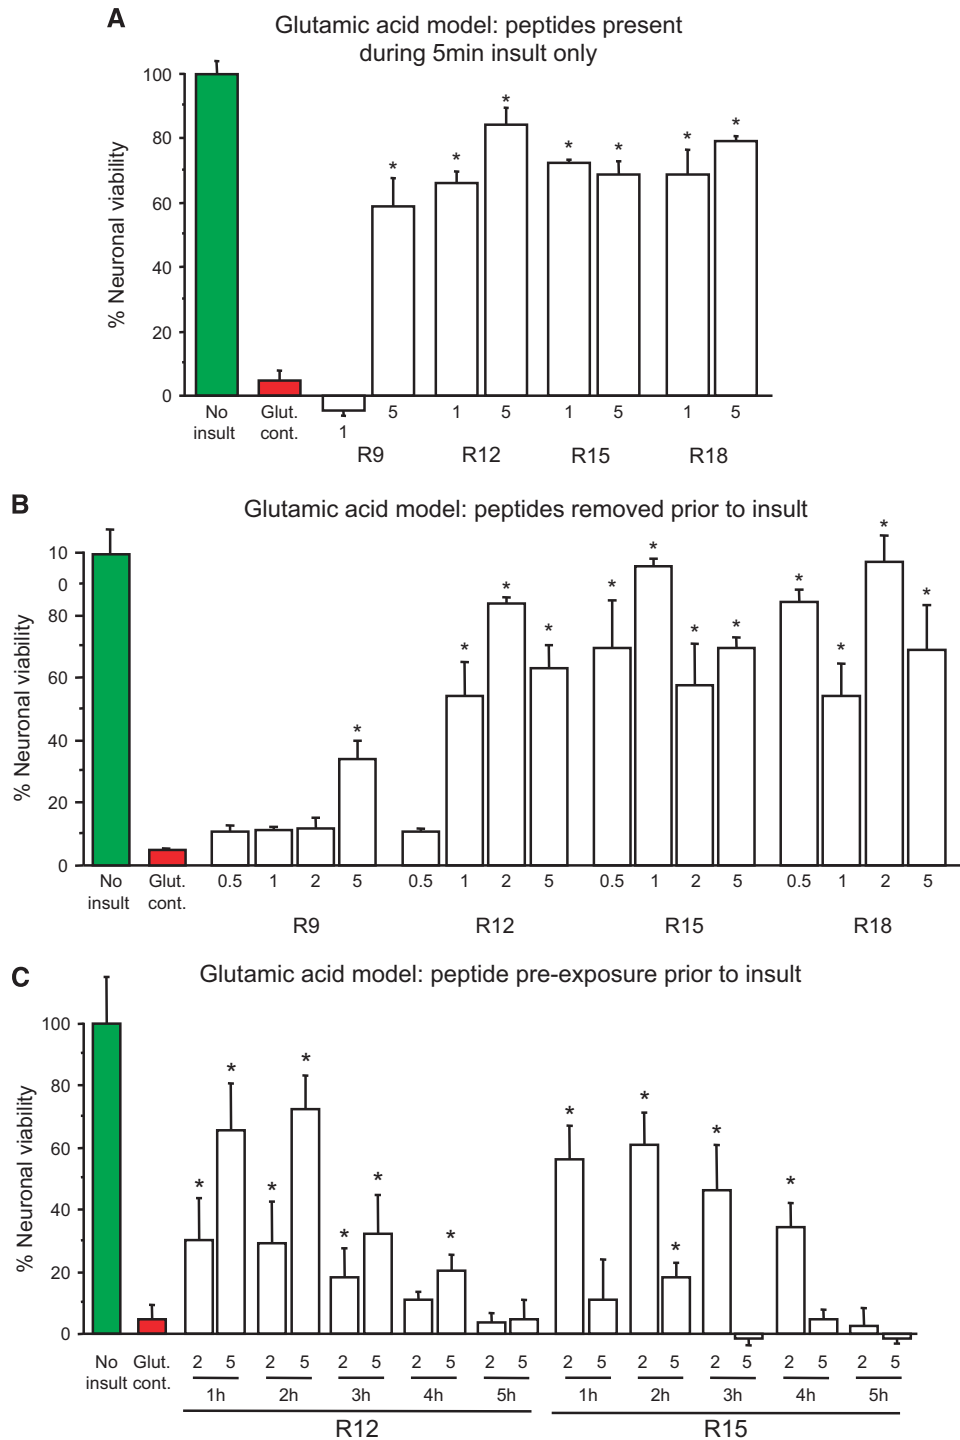 A
Glutamic acid model: peptides present
during 5min insult only
% Neuronal viability
100
80
60
40
20
0
* * * * * * *
No Glut. 1 5 1 5 1 5 1 5
insult cont.
R9 R12 R15 R18
B
Glutamic acid model: peptides removed prior to insult
% Neuronal viability
10
0
80
60
40
20
0
* * * * * * * * * * * *
No Glut. 0.5 1 2 5 0.5 1 2 5 0.5 1 2 5 0.5 1 2 5
insult cont.
R9 R12 R15 R18
C
Glutamic acid model: peptide pre-exposure prior to insult
% Neuronal viability
100
80
60
40
20
0
* * * * * * * * * * * *
No Glut. 2 5 2 5 2 5 2 5 2 5 2 5 2 5 2 5 2 5 2 5
insult cont. 1h 2h 3h 4h 5h 1h 2h 3h 4h 5h
R12 R15